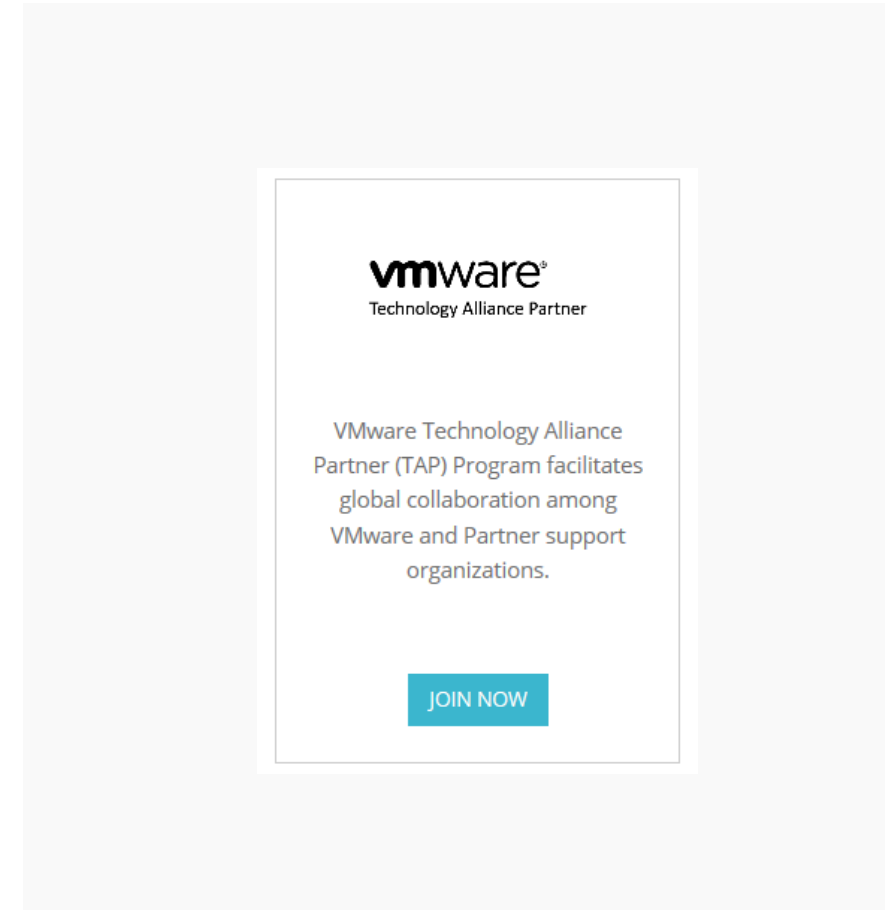 vmware®
Technology Alliance Partner
VMware Technology Alliance
Partner (TAP) Program facilitates
global collaboration among
VMware and Partner support
organizations.
JOIN NOW